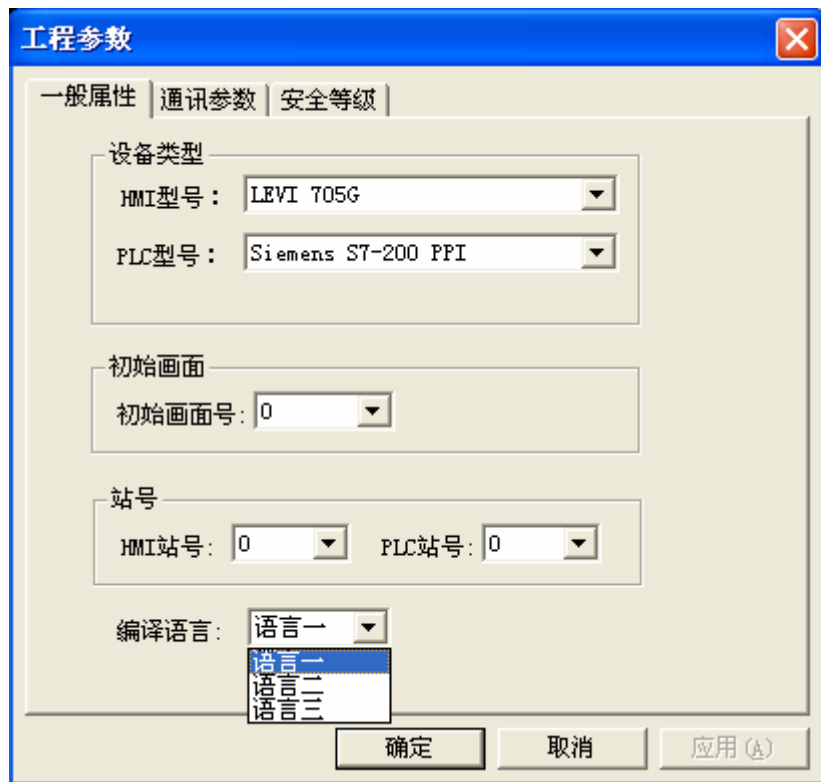 工程参数
一般属性 通讯参数 安全等级
设备类型
HMI型号： LEVI 705G
PLC型号： Siemens S7-200 PPI
初始画面
初始画面号: 0
站号
HMI站号: 0 PLC站号: 0
编译语言: 语言一
语言一
语言二
语言三
确定 取消 应用(A)